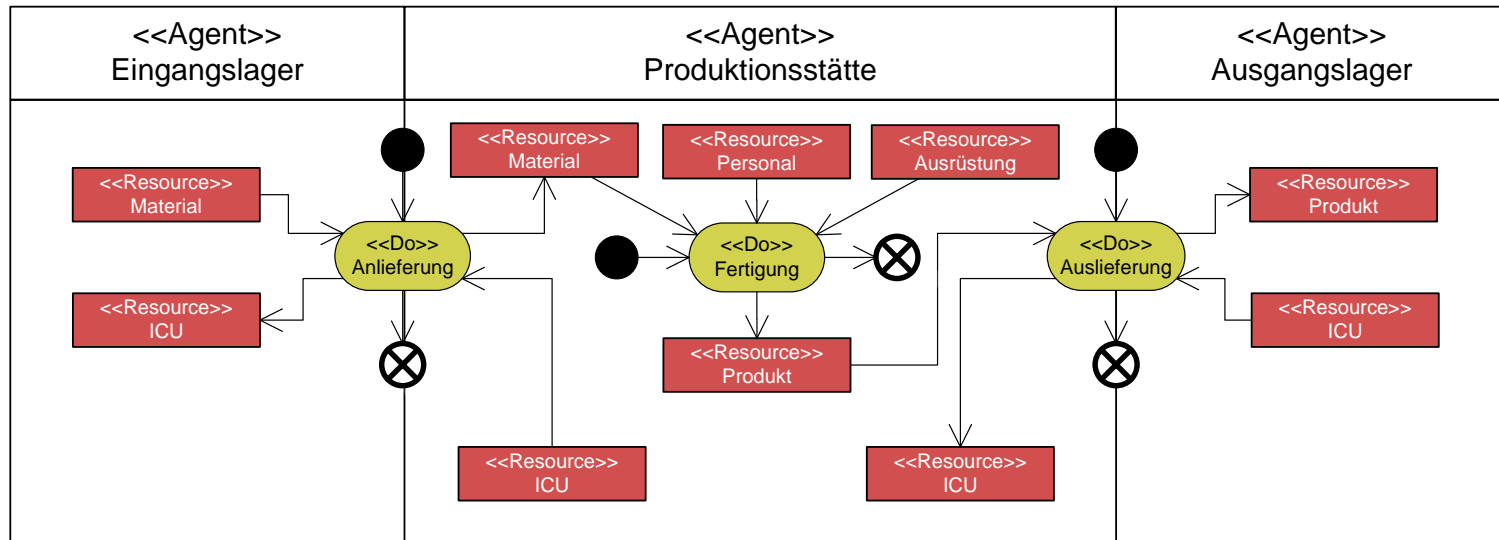 <<Agent>>
Eingangslager
<<Agent>>
Produktionsstätte
<<Agent>>
Ausgangslager
<<Resource>>
Material
<<Resource>>
ICU
<<Do>>
Anlieferung
<<Resource>>
Material
<<Resource>>
Personal
<<Resource>>
Ausrüstung
<<Do>>
Fertigung
<<Resource>>
Produkt
<<Resource>>
ICU
<<Resource>>
ICU
<<Do>>
Auslieferung
<<Resource>>
Produkt
<<Resource>>
ICU